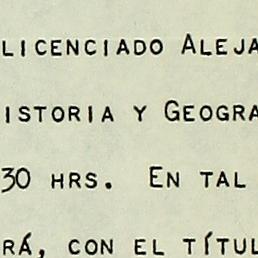 LICENCIADO ALEJA
ISTORIA Y GEOGRA
30 HRS. EN TAL
RÁ, CON EL TÍTUL